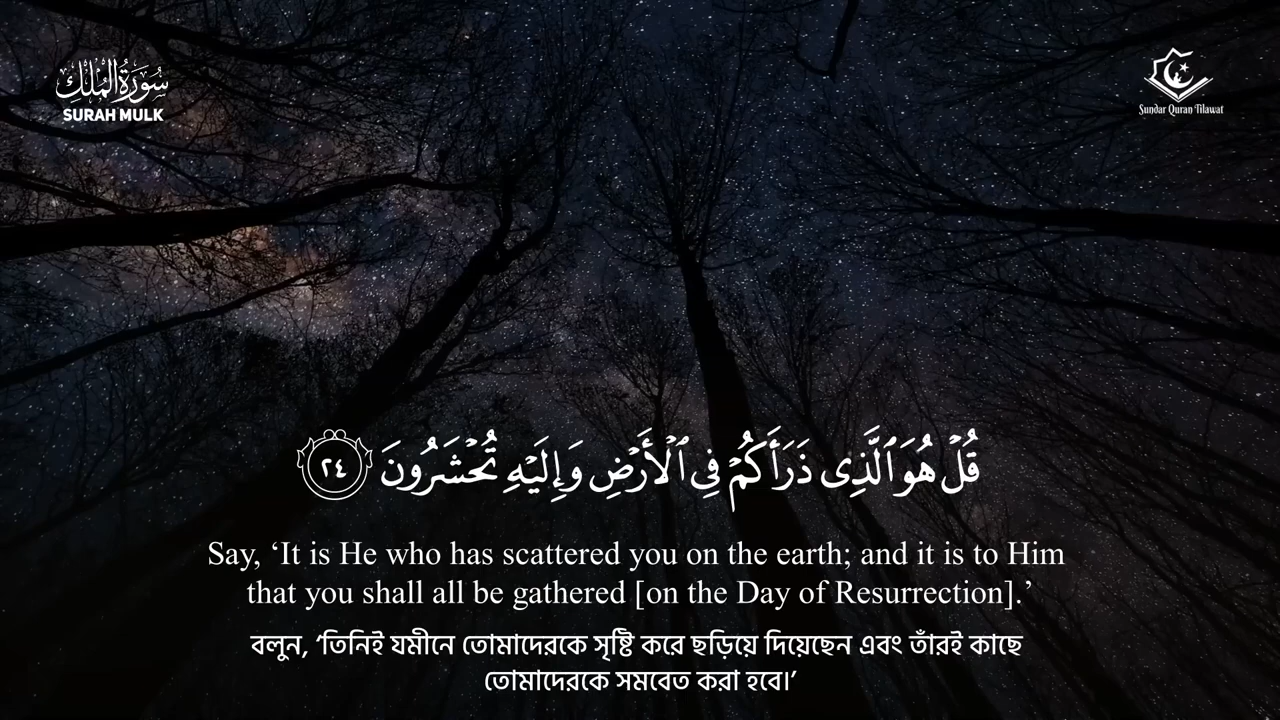 سُورَةُ الْمُلْكِ
SURAH MULK
Sundar Quran Tilawat
قُلْ هُوَ ٱلَّذِى ذَرَأَكُمْ فِى ٱلْأَرْضِ وَإِلَيْهِ تُحْشَرُونَ ٢٤
Say, ‘It is He who has scattered you on the earth; and it is to Him
that you shall all be gathered [on the Day of Resurrection].’
বলুন, ‘তিনিই যমীনে তোমাদেরকে সৃষ্টি করে ছড়িয়ে দিয়েছেন এবং তাঁরই কাছে
তোমাদেরকে সমবেত করা হবে।’